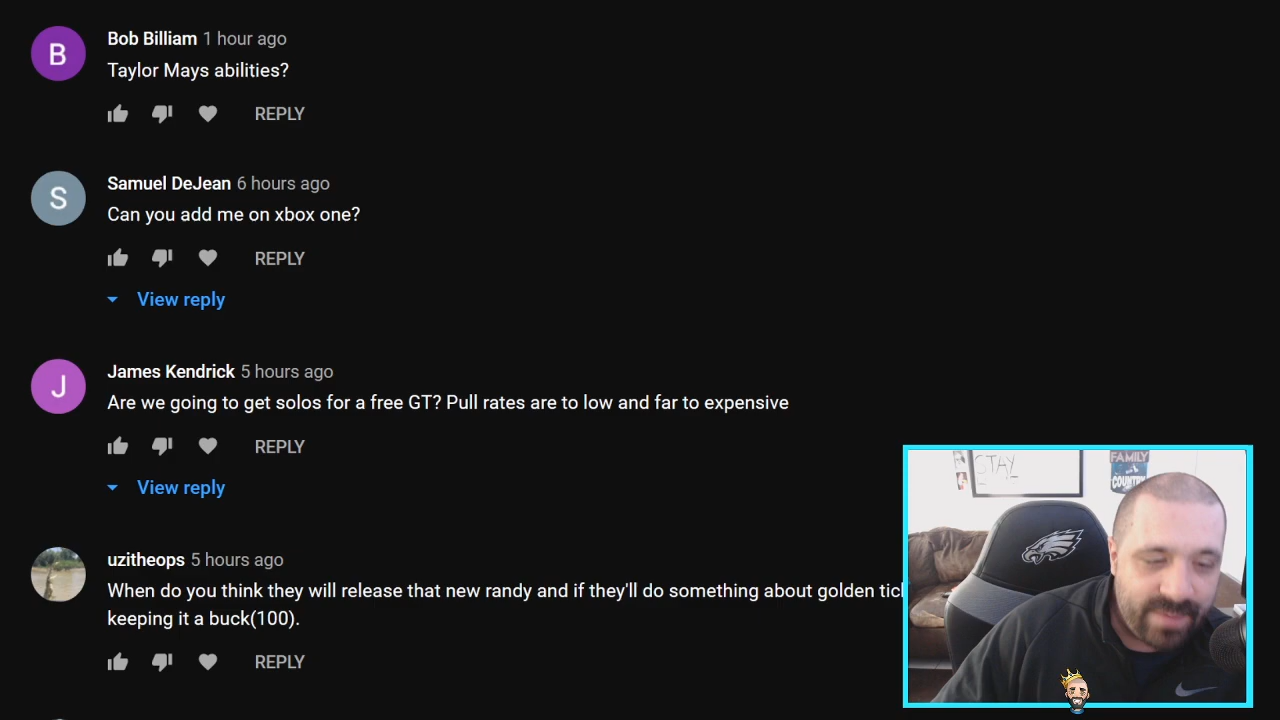 Bob Billiam 1 hour ago
Taylor Mays abilities?
REPLY
Samuel DeJean 6 hours ago
Can you add me on xbox one?
REPLY
View reply
James Kendrick 5 hours ago
Are we going to get solos for a free GT? Pull rates are to low and far to expensive
REPLY
View reply
uzitheops 5 hours ago
When do you think they will release that new randy and if they'll do something about golden
keeping it a buck(100).
REPLY
B
S
J
STAY
FAMILY
COUNTRY